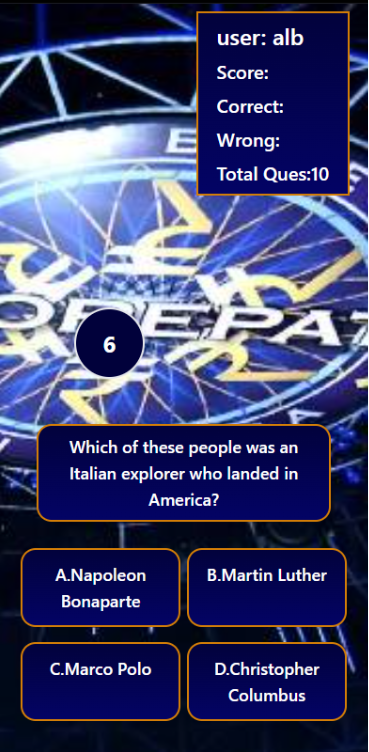 user: alb
Score:
Correct:
Wrong:
Total Ques:10
OREPAT
6
Which of these people was an
Italian explorer who landed in
America?
A.Napoleon
Bonaparte
B.Martin Luther
C.Marco Polo
D.Christopher
Columbus